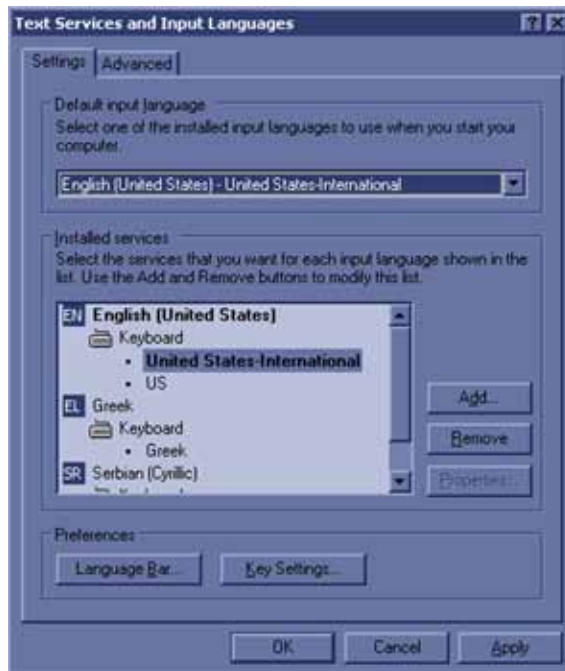 Text Services and Input Languages
Settings
Advanced
Default input language
Select one of the installed input languages to use when you start your
computer.
English (United States) - United States-International
Installed services
Select the services that you want for each input language shown in the
list. Use the Add and Remove buttons to modify this list.
EN English (United States)
Keyboard
• United States-International
• US
EL Greek
Keyboard
• Greek
SR Serbian (Cyrillic)
Add...
Remove
Properties...
Preferences
Language Bar...
Key Settings...
OK
Cancel
Apply